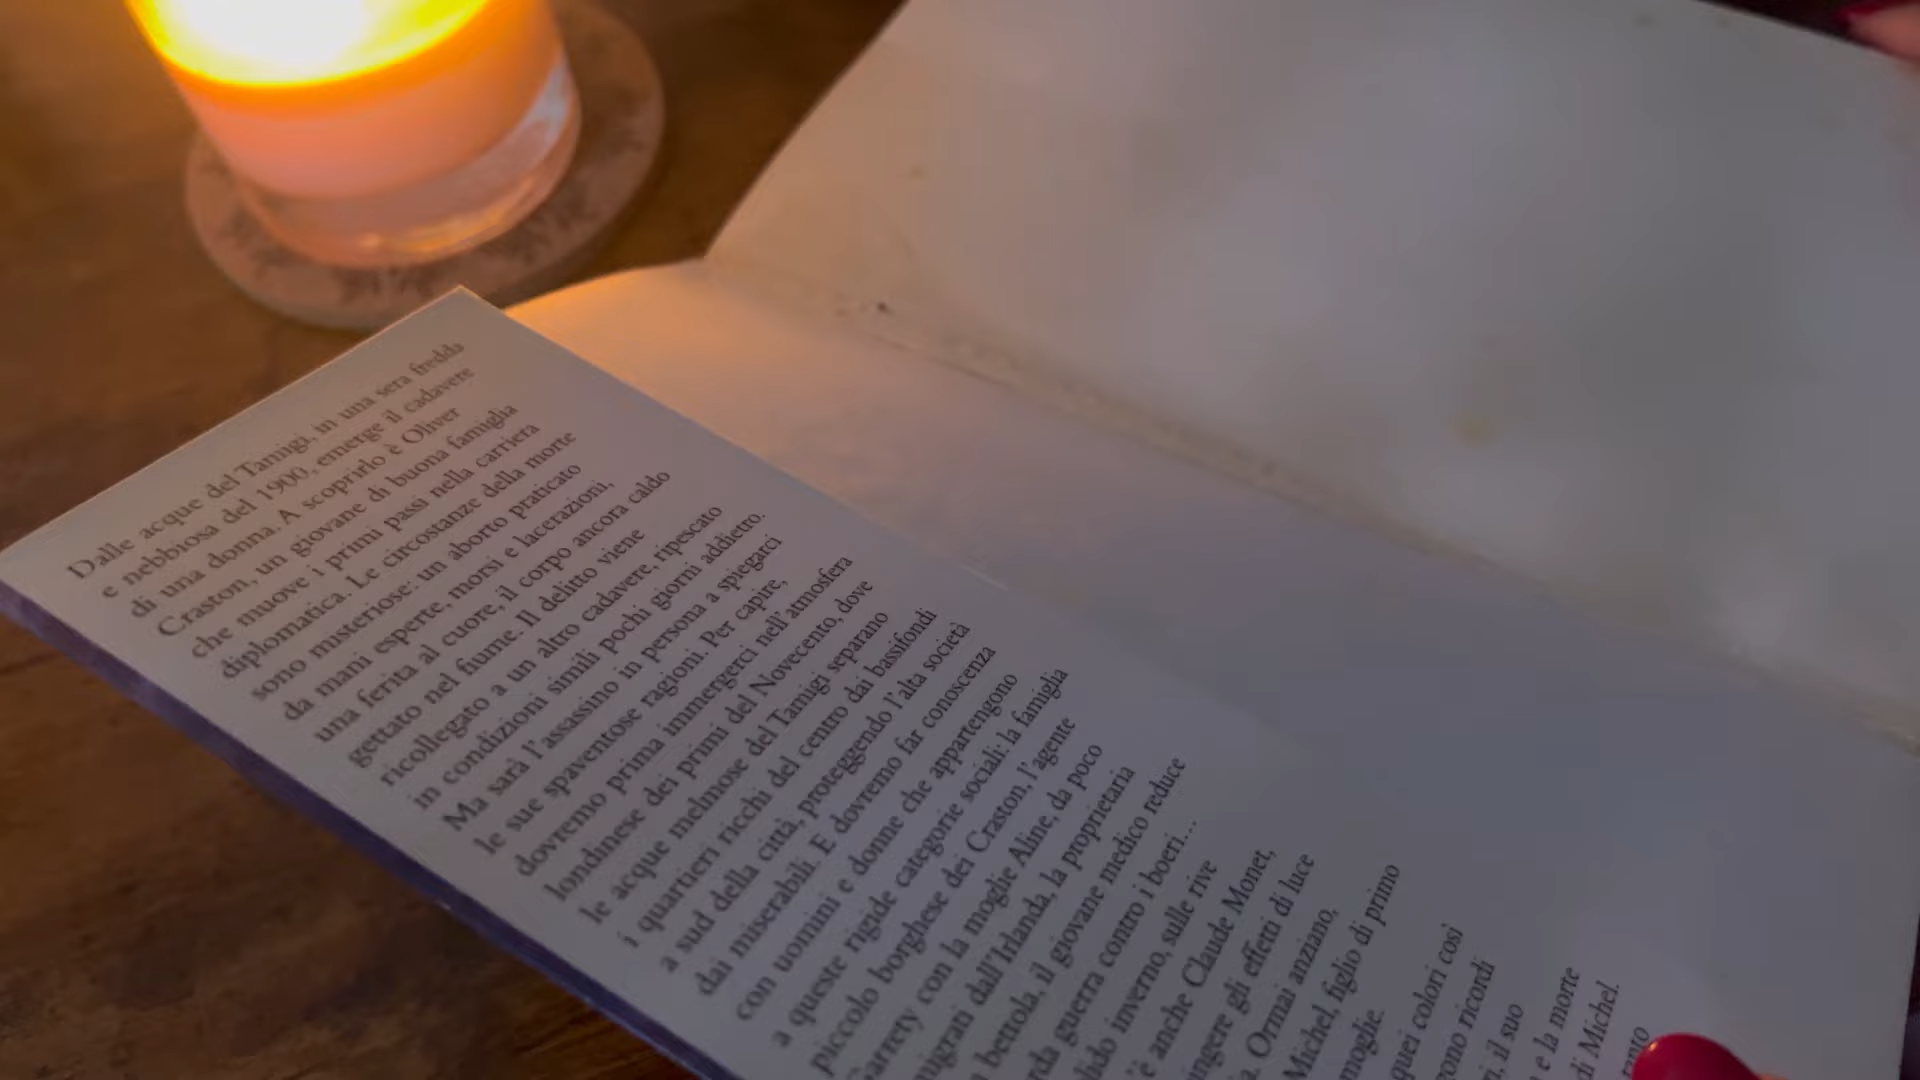 Dalle acque del Tamigi, in una sera fredda
e nebbiosa del 1900, emerge il cadavere
di una donna. A scoprirlo è Oliver
Craston, un giovane di buona famiglia
che muove i primi passi nella carriera
diplomatica. Le circostanze della morte
sono misteriose: un aborto praticato
da mani esperte, morsi e lacerazioni,
una ferita al cuore, il corpo ancora caldo
gettato nel fiume. Il delitto viene
ricollegato a un altro cadavere, ripescato
in condizioni simili pochi giorni addietro.
Ma sarà l'assassino in persona a spiegarci
le sue spaventose ragioni. Per capire,
dovremo prima immergerci nell'atmosfera
londinese dei primi del Novecento, dove
le acque melmose del Tamigi separano
i quartieri ricchi del centro dai bassifondi
a sud della città, proteggendo l'alta società
dai miserabili. E dovremo far conoscenza
con uomini e donne che appartengono
a queste rigide categorie sociali: la famiglia
piccolo borghese dei Craston, l'agente
Garrety con la moglie Aline, da poco
migrati dall'Irlanda, la proprietaria
bettola, il giovane medico reduce
guerra contro i boeri...
inverno, sulle rive
c'è anche Claude Monet,
gli effetti di luce
Ormai anziano,
Michel, figlio di primo
moglie.
quei colori così
ricordi
il suo
e la morte
di Michel.